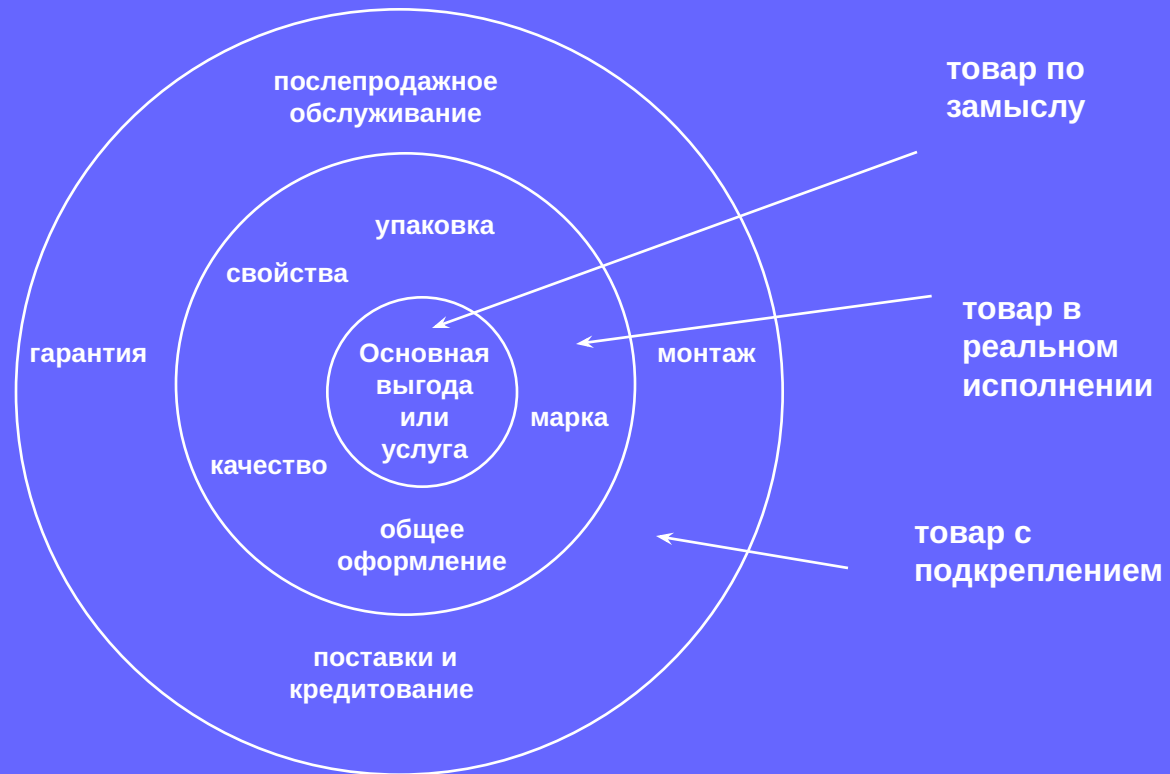 послепродажное
обслуживание
товар по
замыслу
упаковка
свойства
гарантия
Основная
выгода
или
услуга
марка
монтаж
товар в
реальном
исполнении
качество
общее
оформление
товар с
подкреплением
поставки и
кредитование